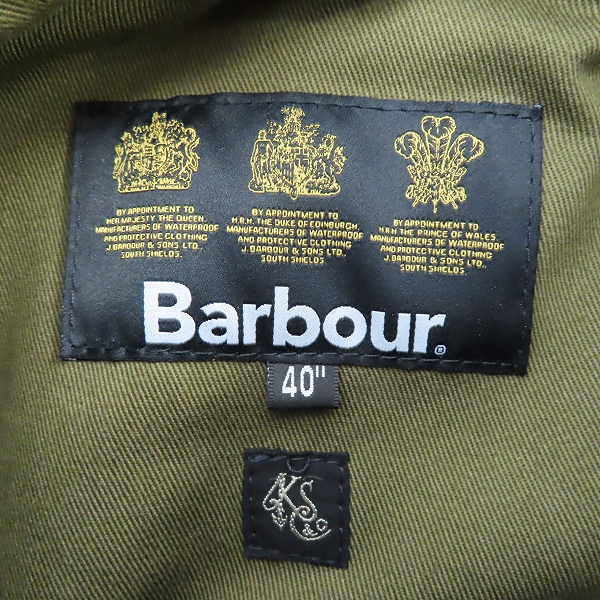 BY APPOINTMENT TO
HER MAJESTY THE QUEEN
MANUFACTURERS OF WATERPROOF
AND PROTECTIVE CLOTHING
J. BARBOUR & SONS LTD.,
SOUTH SHIELDS.
BY APPOINTMENT TO
H.R.H. THE DUKE OF EDINBURGH,
MANUFACTURERS OF WATERPROOF
AND PROTECTIVE CLOTHING
J. BARBOUR & SONS LTD.,
SOUTH SHIELDS.
BY APPOINTMENT TO
H.R.H. THE PRINCE OF WALES
MANUFACTURERS OF WATERPROOF
AND PROTECTIVE CLOTHING
J. BARBOUR & SONS LTD.,
SOUTH SHIELDS.
Barbour®
40"
KS
&Co